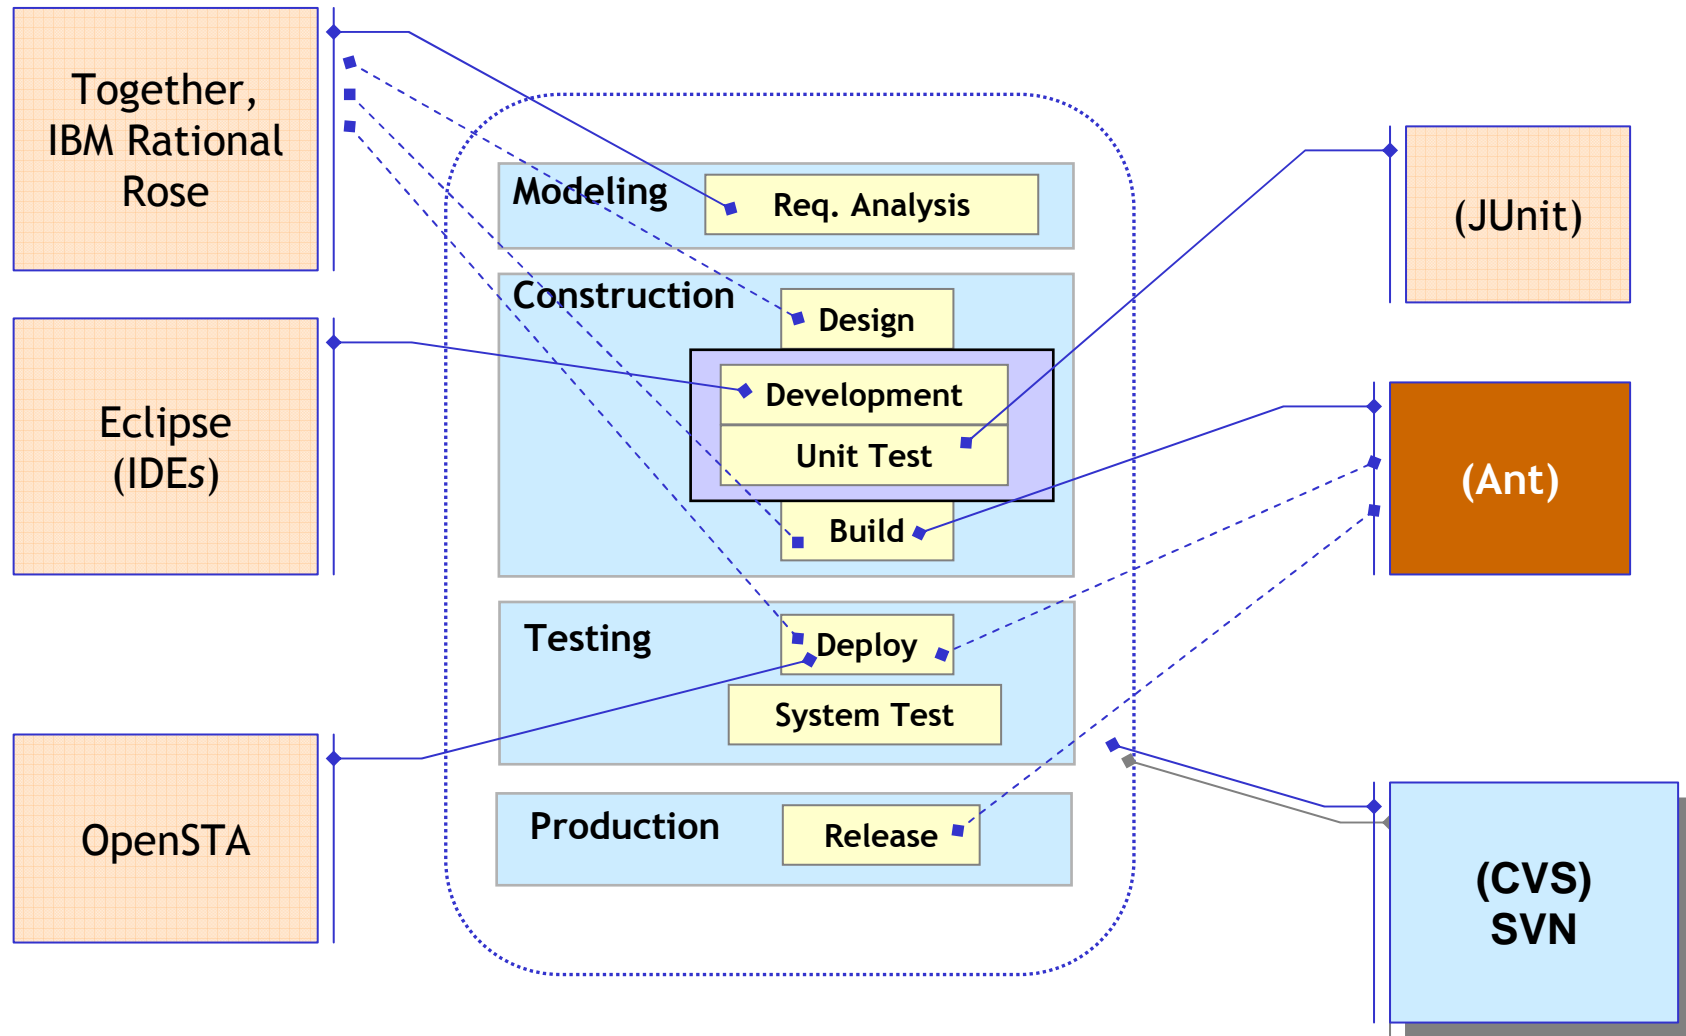 Together,
IBM Rational
Rose
Eclipse
(IDEs)
OpenSTA
Modeling
Req. Analysis
Construction
Design
Development
Unit Test
Build
Testing
Deploy
System Test
Production
Release
(JUnit)
(Ant)
(CVS)
SVN